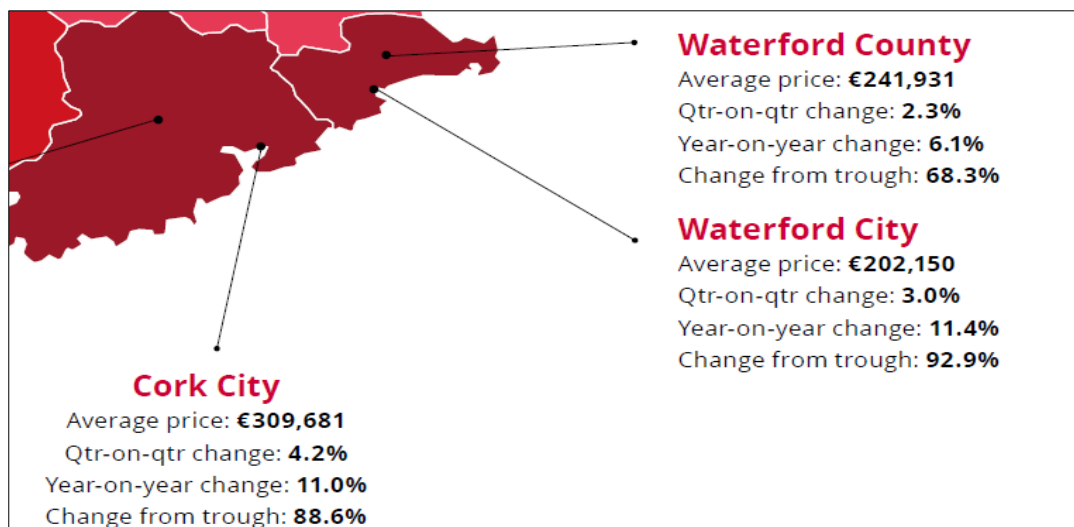 Waterford County
Average price: €241,931
Qtr-on-qtr change: 2.3%
Year-on-year change: 6.1%
Change from trough: 68.3%
Waterford City
Average price: €202,150
Qtr-on-qtr change: 3.0%
Year-on-year change: 11.4%
Change from trough: 92.9%
Cork City
Average price: €309,681
Qtr-on-qtr change: 4.2%
Year-on-year change: 11.0%
Change from trough: 88.6%